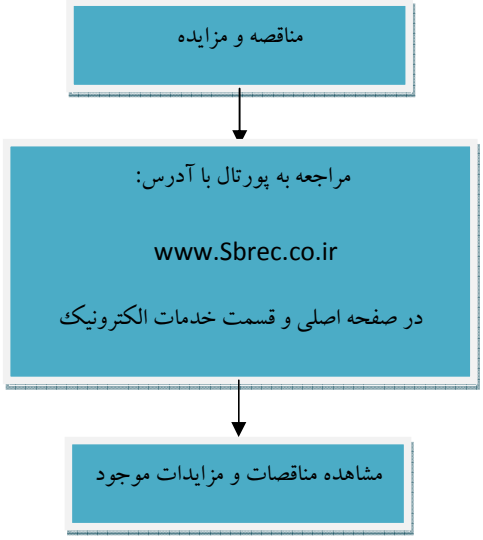 مناقصه و مزایده
مراجعه به پورتال با آدرس:
www.Sbrec.co.ir
در صفحه اصلی و قسمت خدمات الکترونیک
مشاهده مناقصات و مزایدات موجود